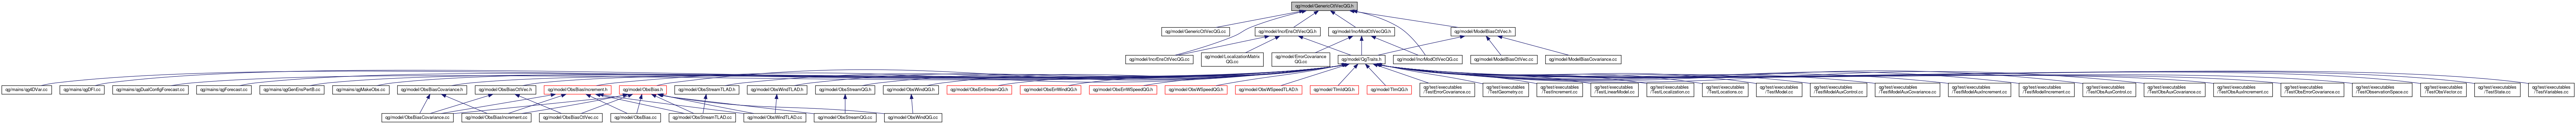 qg/model/GenericCtlVecQG.h
qg/model/GenericCtlVecQG.cc
qg/model/IncrEnsCtlVecQG.h
qg/model/IncrModCtlVecQG.h
qg/model/ModelBiasCtlVec.h
qg/model/IncrEnsCtlVecQG.cc
qg/model/LocalizationMatrix
QG.cc
qg/model/ErrorCovariance
QG.cc
qg/model/QgTraits.h
qg/model/IncrModCtlVecQG.cc
qg/model/ModelBiasCtlVec.cc
qg/model/ModelBiasCovariance.cc
qg/mains/qg4DVar.cc
qg/mains/qgDFI.cc
qg/mains/qgDualConfigForecast.cc
qg/mains/qgForecast.cc
qg/mains/qgGenEnsPertB.cc
qg/mains/qgMakeObs.cc
qg/model/ObsBiasCovariance.h
qg/model/ObsBiasCtlVec.h
qg/model/ObsBiasIncrement.h
qg/model/ObsBias.h
qg/model/ObsStreamTLAD.h
qg/model/ObsWindTLAD.h
qg/model/ObsStreamQG.h
qg/model/ObsWindQG.h
qg/model/ObsErrStreamQG.h
qg/model/ObsErrWindQG.h
qg/model/ObsErrWSpeedQG.h
qg/model/ObsWSpeedQG.h
qg/model/ObsWSpeedTLAD.h
qg/model/TlmIdQG.h
qg/model/TlmQG.h
qg/test/executables
/TestErrorCovariance.cc
qg/test/executables
/TestGeometry.cc
qg/test/executables
/TestIncrement.cc
qg/test/executables
/TestLinearModel.cc
qg/test/executables
/TestLocalization.cc
qg/test/executables
/TestLocations.cc
qg/test/executables
/TestModel.cc
qg/test/executables
/TestModelAuxControl.cc
qg/test/executables
/TestModelAuxCovariance.cc
qg/test/executables
/TestModelAuxIncrement.cc
qg/test/executables
/TestModelIncrement.cc
qg/test/executables
/TestObsAuxControl.cc
qg/test/executables
/TestObsAuxCovariance.cc
qg/test/executables
/TestObsAuxIncrement.cc
qg/test/executables
/TestObsErrorCovariance.cc
qg/test/executables
/TestObservationSpace.cc
qg/test/executables
/TestObsVector.cc
qg/test/executables
/TestState.cc
qg/test/executables
/TestVariables.cc
qg/model/ObsBiasCovariance.cc
qg/model/ObsBiasIncrement.cc
qg/model/ObsBiasCtlVec.cc
qg/model/ObsBias.cc
qg/model/ObsStreamTLAD.cc
qg/model/ObsWindTLAD.cc
qg/model/ObsStreamQG.cc
qg/model/ObsWindQG.cc